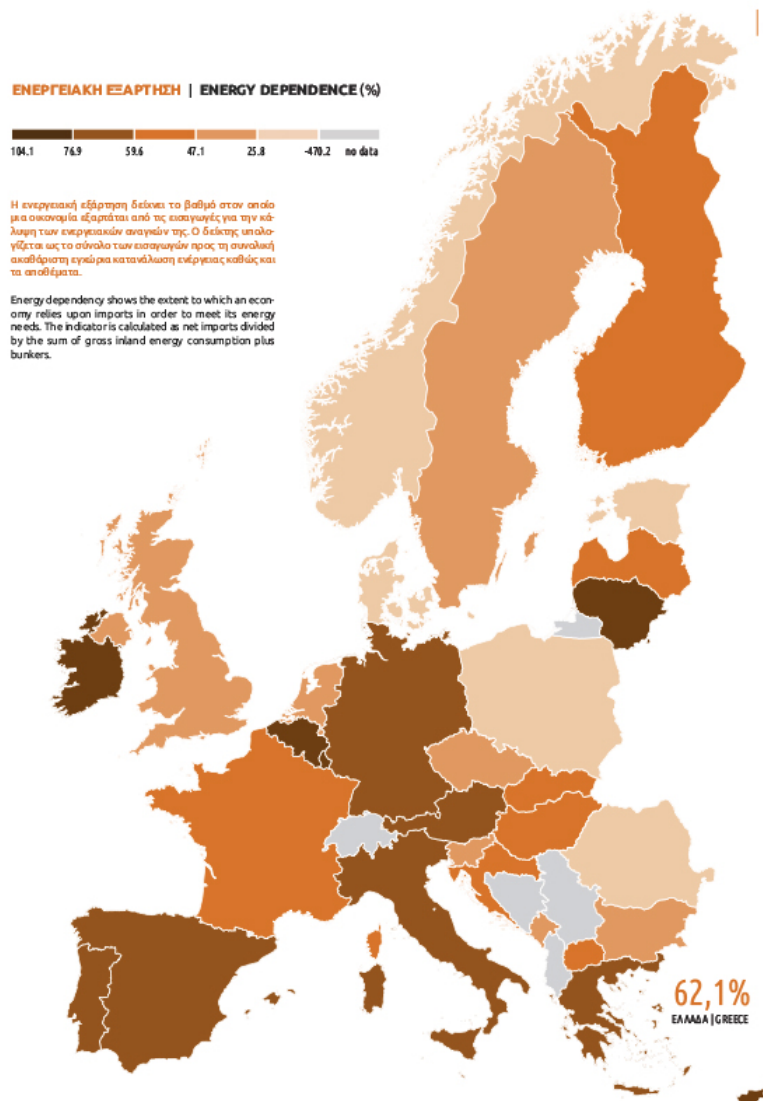 ΕΝΕΡΓΕΙΑΚΗ ΕΞΑΡΤΗΣΗ | ENERGY DEPENDENCE (%)
104.1 76.9 59.6 47.1 25.8 -470.2 no data
Η ενεργειακή εξάρτηση δείχνει το βαθμό στον οποίο
μια οικονομία εξαρτάται από τις εισαγωγές για την κά-
λυψη των ενεργειακών αναγκών της. Ο δείκτης υπολο-
γίζεται ως το σύνολο των εισαγωγών προς τη συνολική
ακαθάριστη εγχώρια κατανάλωση ενέργειας καθώς και
τα αποθέματα.
Energy dependency shows the extent to which an econ-
omy relies upon imports in order to meet its energy
needs. The indicator is calculated as net imports divided
by the sum of gross inland energy consumption plus
bunkers.
62,1%
ΕΛΛΑΔΑ | GREECE